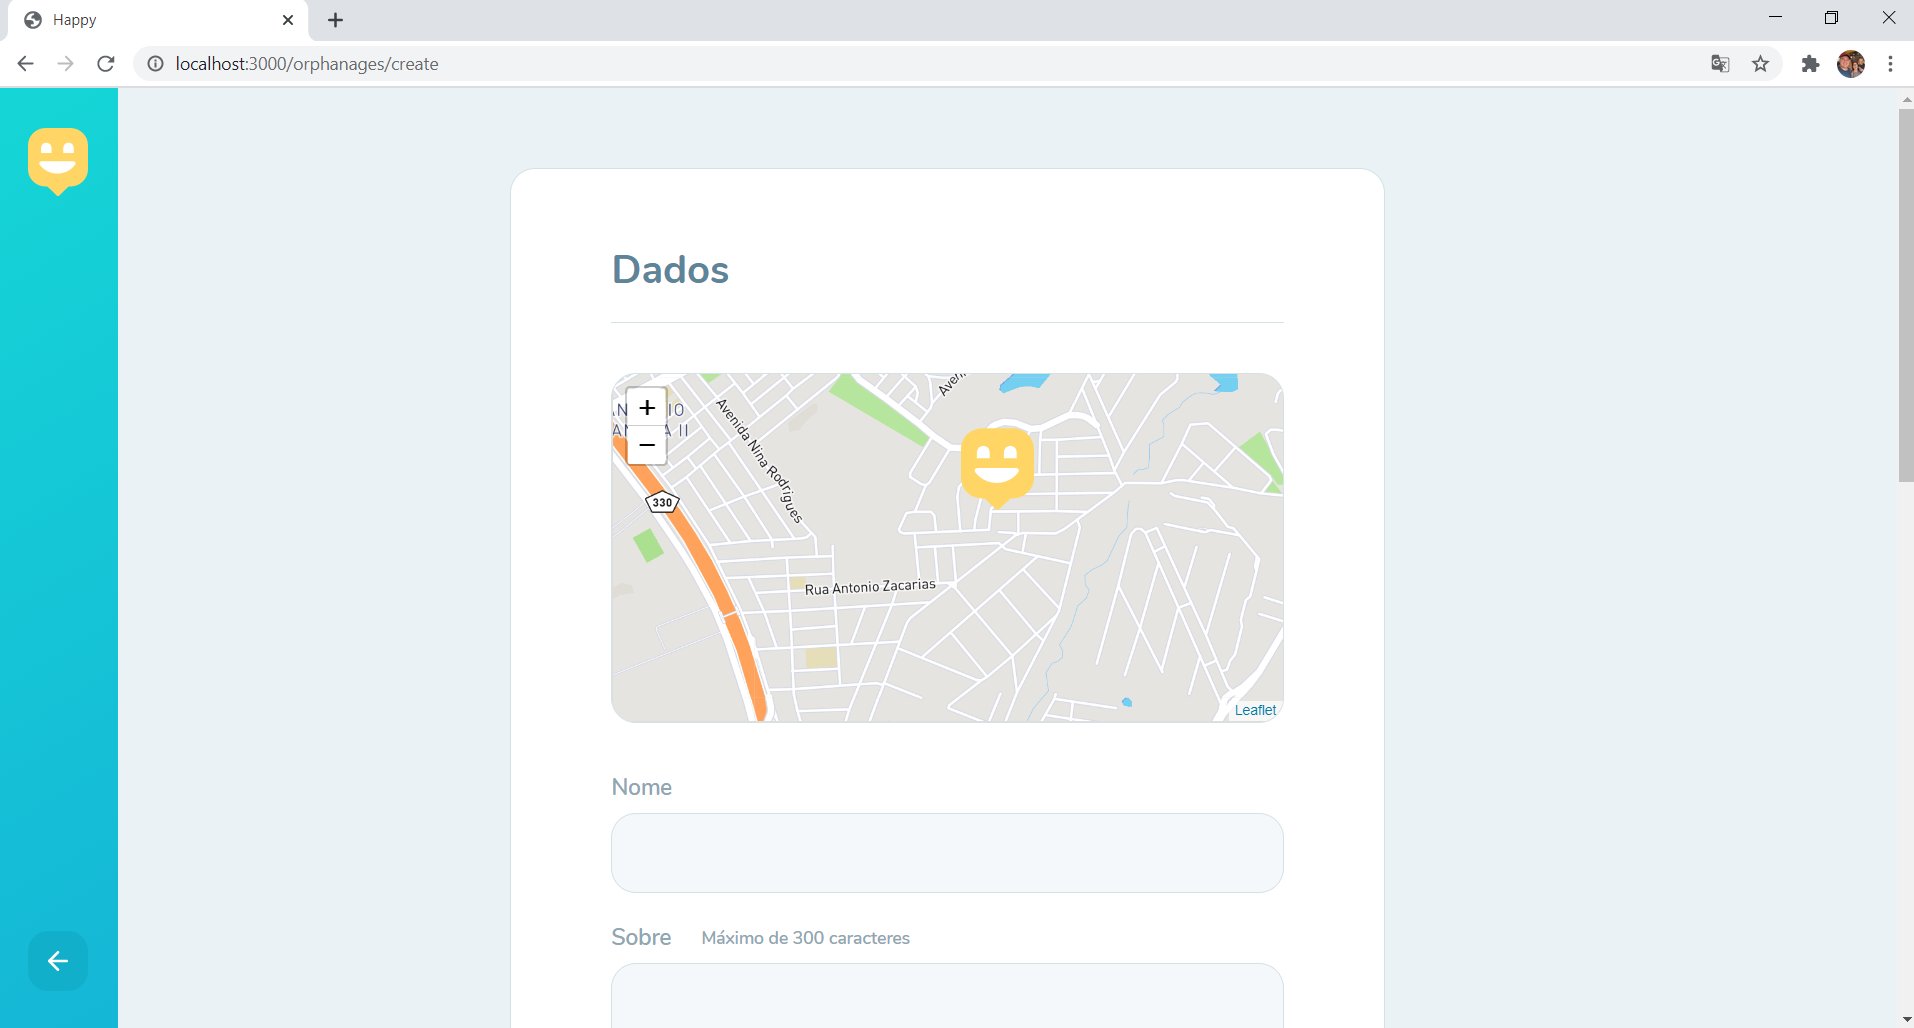 Happy
localhost:3000/orphanages/create
Dados
+
−
Avenida Nina Rodrigues
330
Rua Antonio Zacarias
Leaflet
Nome
Sobre Máximo de 300 caracteres